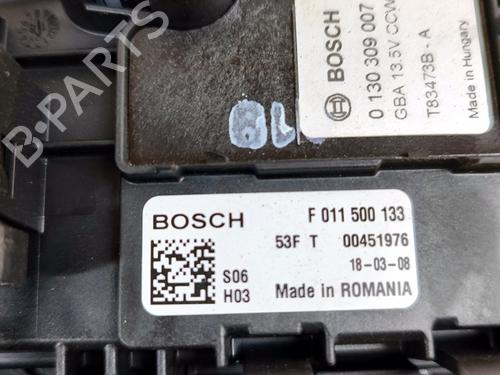 BOSCH
0 130 309 007
GBA 13.5V CCW
T83473B - A
Made in Hungary
BOSCH
F 011 500 133
53F T 00451976
18-03-08
S06
H03
Made in ROMANIA